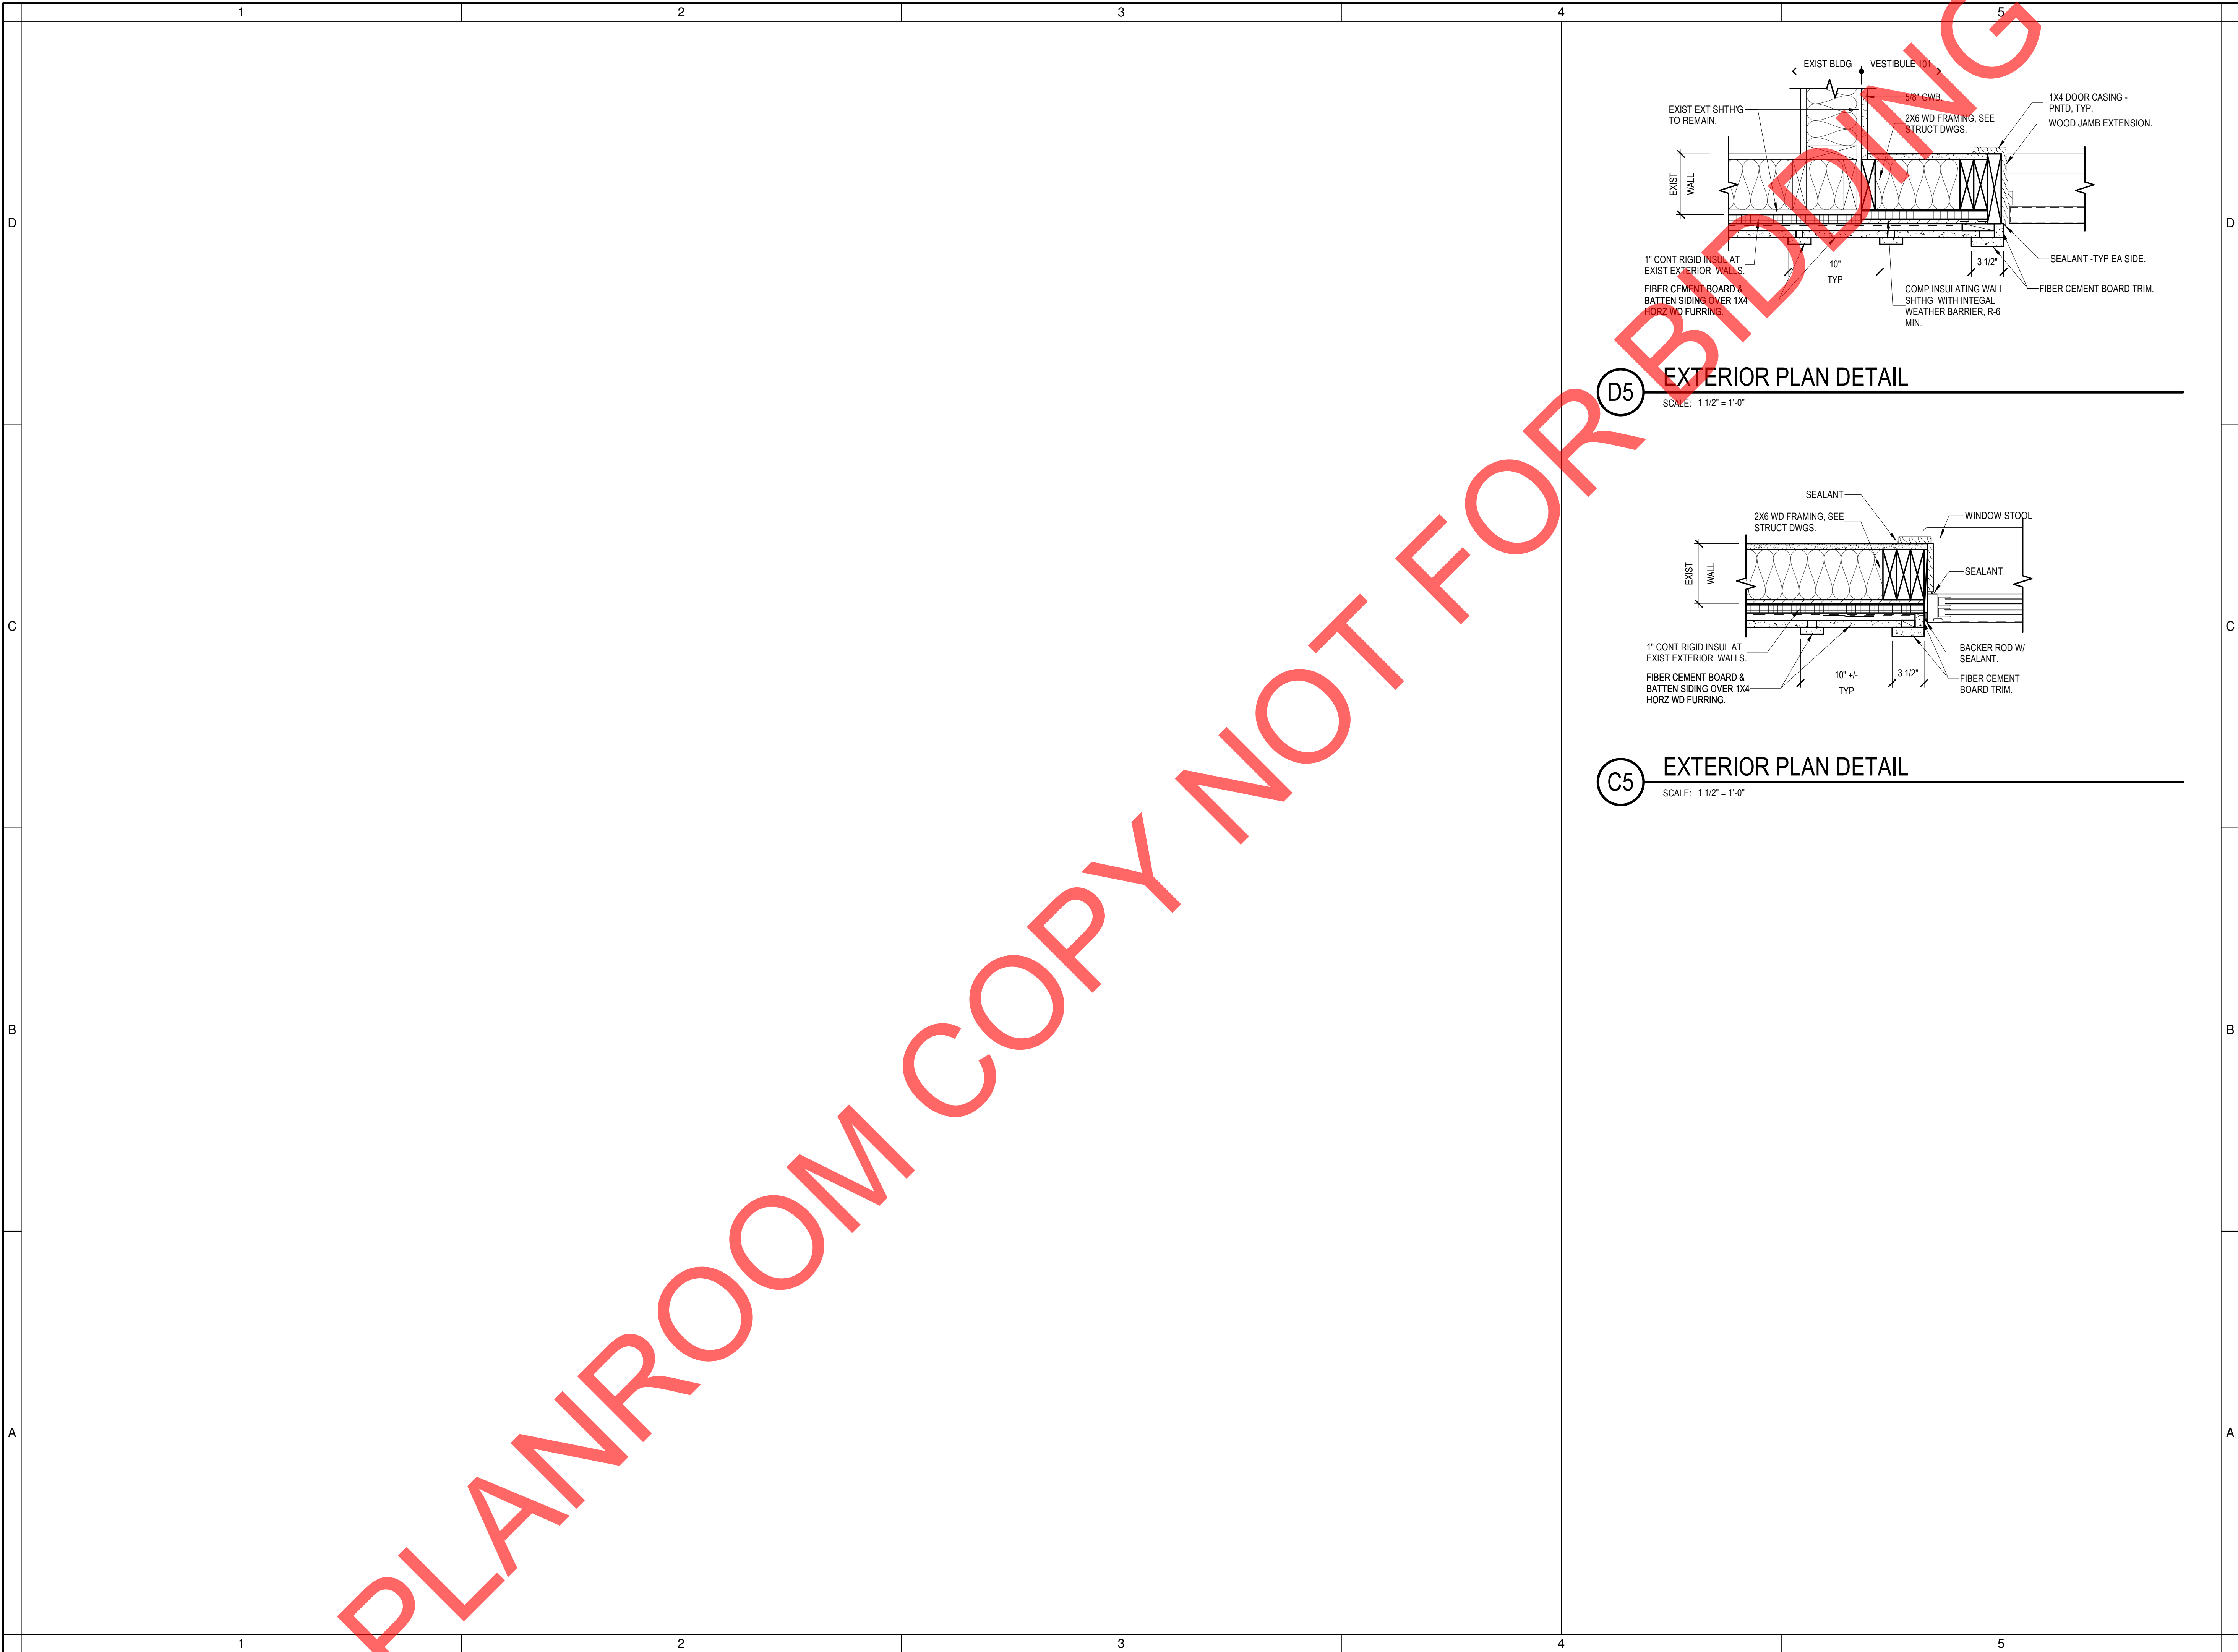 1 2 3 4 5
EXIST BLDG
VESTIBULE 101
EXIST EXT SHTH'G
TO REMAIN.
5/8" GWB.
2X6 WD FRAMING, SEE
STRUCT DWGS.
1X4 DOOR CASING -
PNTD, TYP.
WOOD JAMB EXTENSION.
EXIST
WALL
D
D
1" CONT RIGID INSUL AT
EXIST EXTERIOR WALLS.
FIBER CEMENT BOARD &
BATTEN SIDING OVER 1X4
HORZ WD FURRING.
10"
TYP
3 1/2"
COMP INSULATING WALL
SHTHG WITH INTEGAL
WEATHER BARRIER, R-6
MIN.
SEALANT -TYP EA SIDE.
FIBER CEMENT BOARD TRIM.
D5
EXTERIOR PLAN DETAIL
SCALE: 1 1/2" = 1'-0"
SEALANT
2X6 WD FRAMING, SEE
STRUCT DWGS.
WINDOW STOOL
EXIST
WALL
SEALANT
C
C
1" CONT RIGID INSUL AT
EXIST EXTERIOR WALLS.
FIBER CEMENT BOARD &
BATTEN SIDING OVER 1X4
HORZ WD FURRING.
10" +/-
TYP
3 1/2"
BACKER ROD W/
SEALANT.
FIBER CEMENT
BOARD TRIM.
C5
EXTERIOR PLAN DETAIL
SCALE: 1 1/2" = 1'-0"
B
B
A
A
PLANROOM COPY NOT FOR BIDDING
1 2 3 4 5